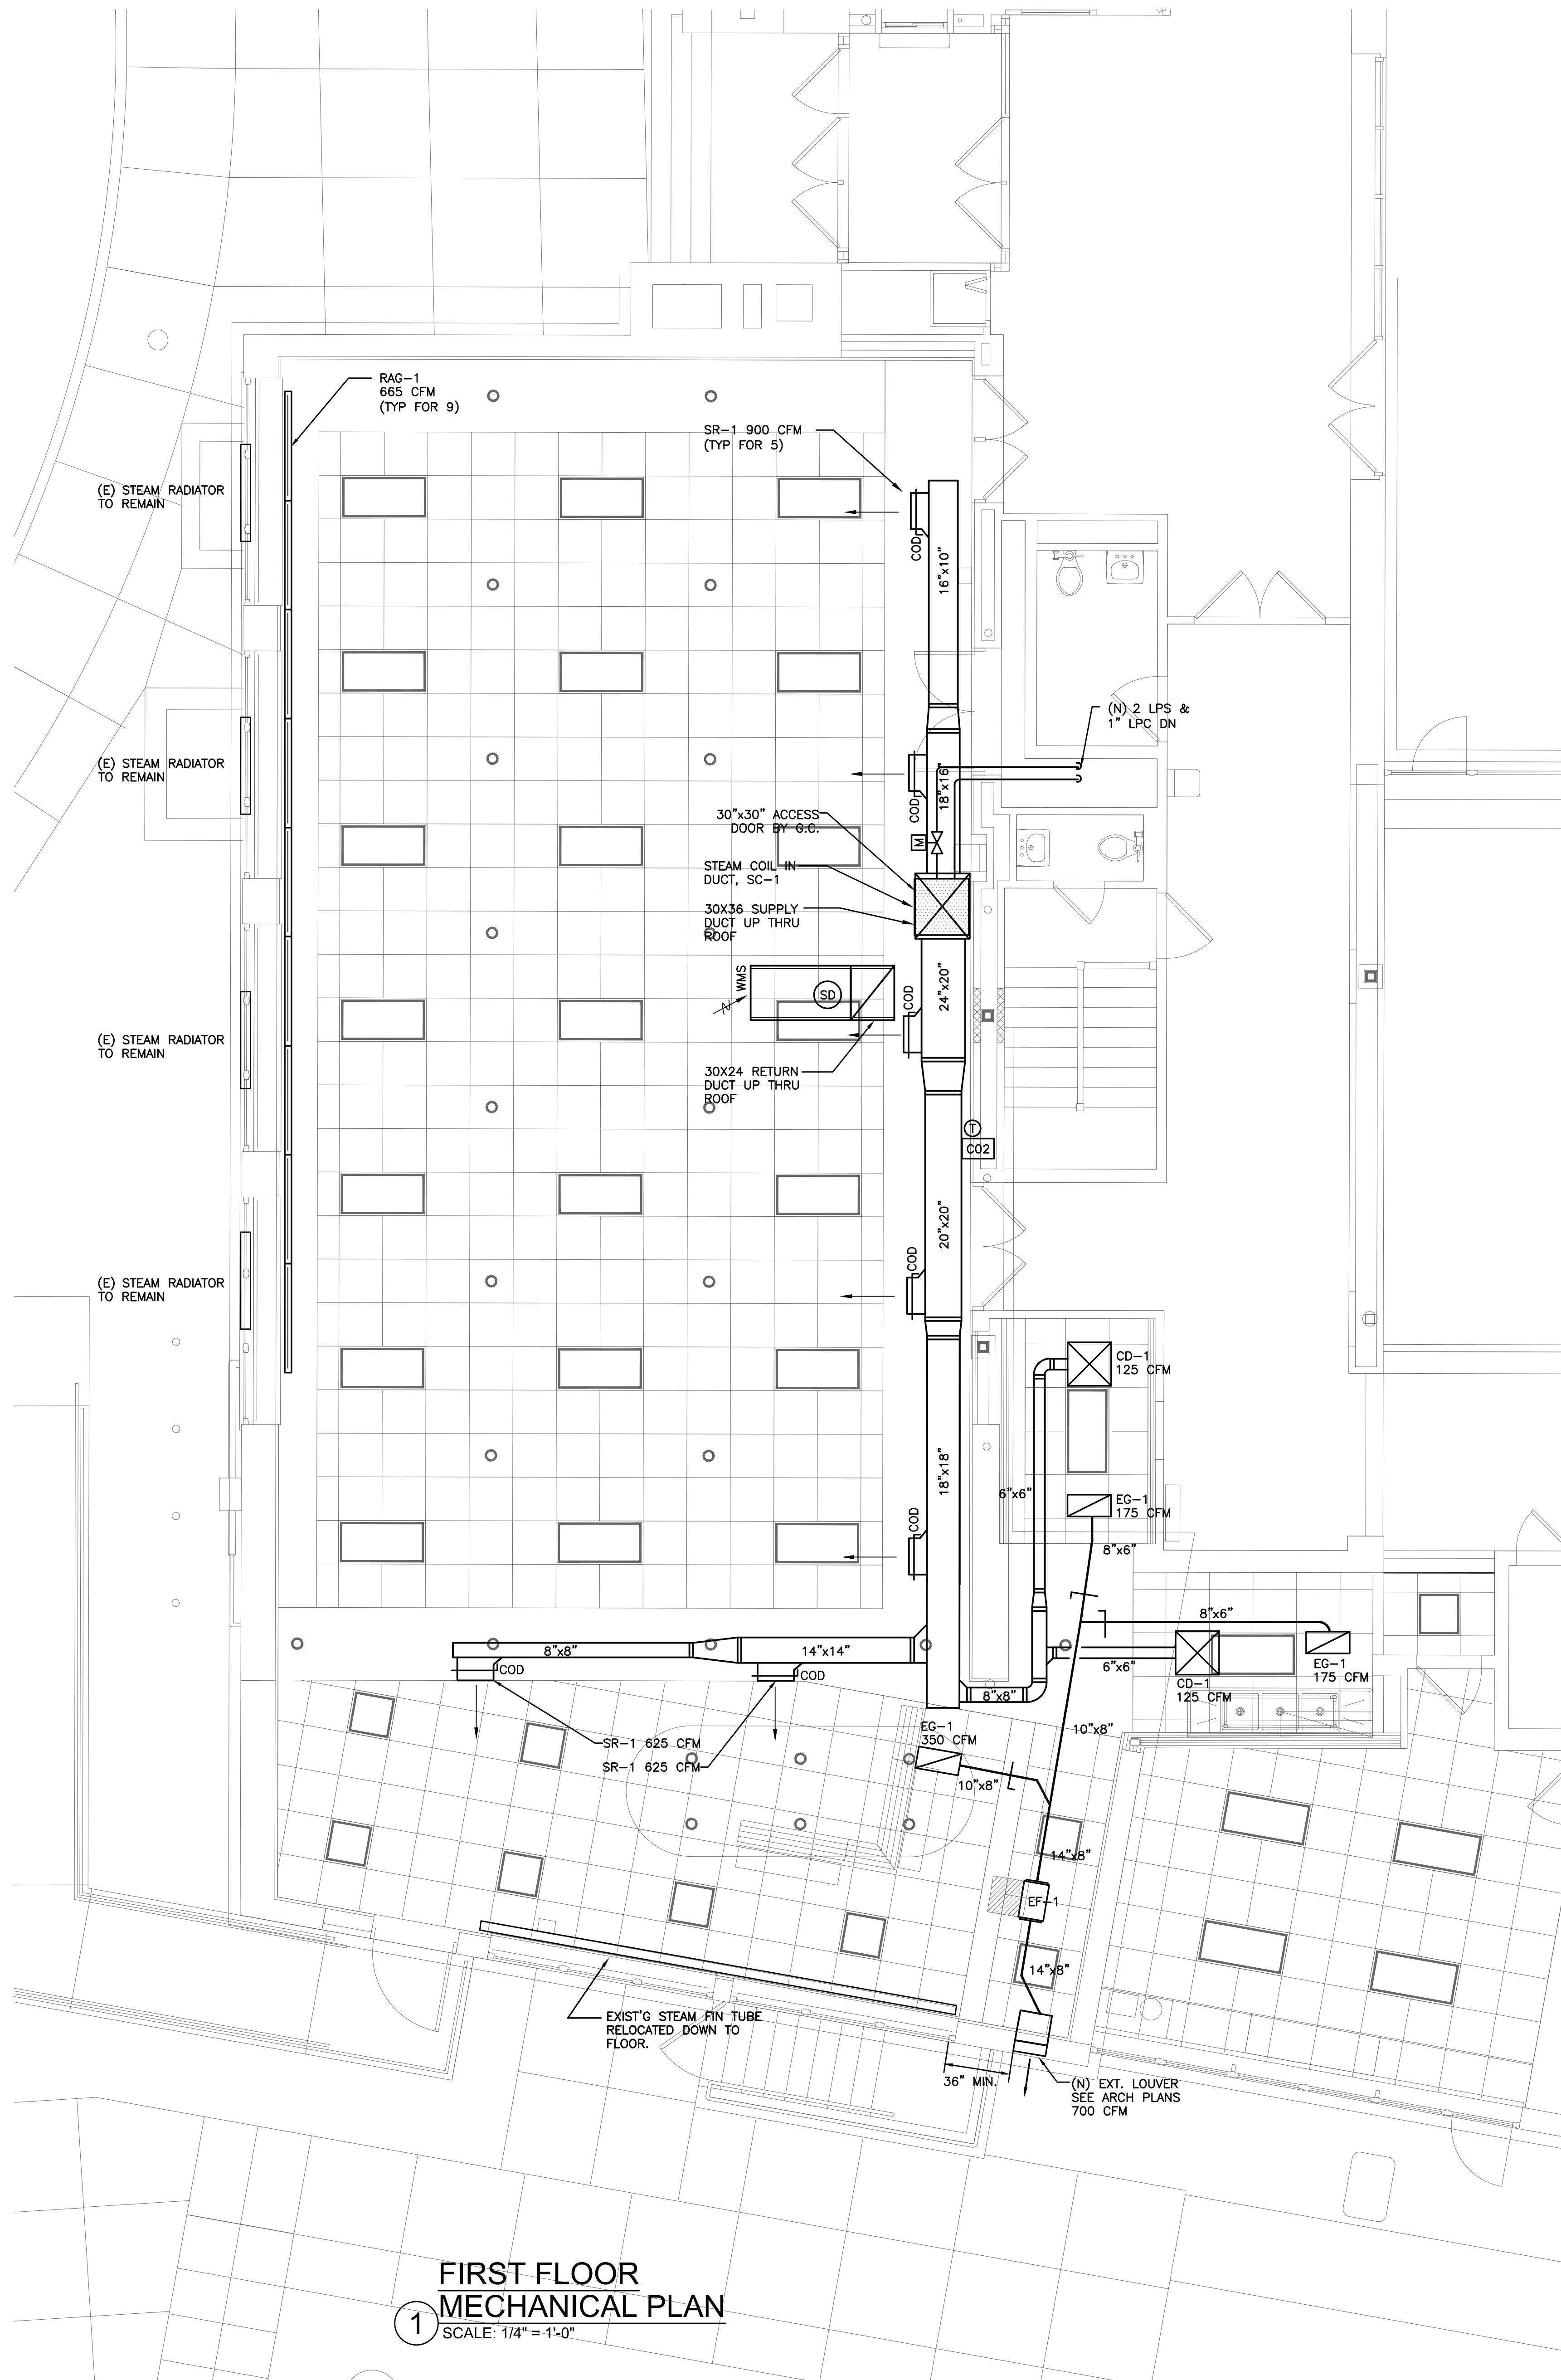 RAG-1
665 CFM
(TYP FOR 9)
SR-1 900 CFM
(TYP FOR 5)
(E) STEAM RADIATOR
TO REMAIN
COD
16"x10"
(N) 2 LPS &
1" LPC DN
(E) STEAM RADIATOR
TO REMAIN
COD
18"x16"
30"x30" ACCESS
DOOR BY G.C.
M
STEAM COIL IN
DUCT, SC-1
30X36 SUPPLY
DUCT UP THRU
ROOF
WMS
SD
N
COD
24"x20"
(E) STEAM RADIATOR
TO REMAIN
30X24 RETURN
DUCT UP THRU
ROOF
T
CO2
20"x20"
COD
(E) STEAM RADIATOR
TO REMAIN
CD-1
125 CFM
18"x18"
6"x6"
EG-1
175 CFM
COD
8"x6"
8"x6"
8"x8"
14"x14"
EG-1
175 CFM
COD
COD
6"x6"
CD-1
125 CFM
8"x8"
EG-1
350 CFM
10"x8"
SR-1 625 CFM
SR-1 625 CFM
10"x8"
14"x8"
EF-1
14"x8"
EXIST'G STEAM FIN TUBE
RELOCATED DOWN TO
FLOOR.
36" MIN.
(N) EXT. LOUVER
SEE ARCH PLANS
700 CFM
FIRST FLOOR
MECHANICAL PLAN
1
SCALE: 1/4" = 1'-0"